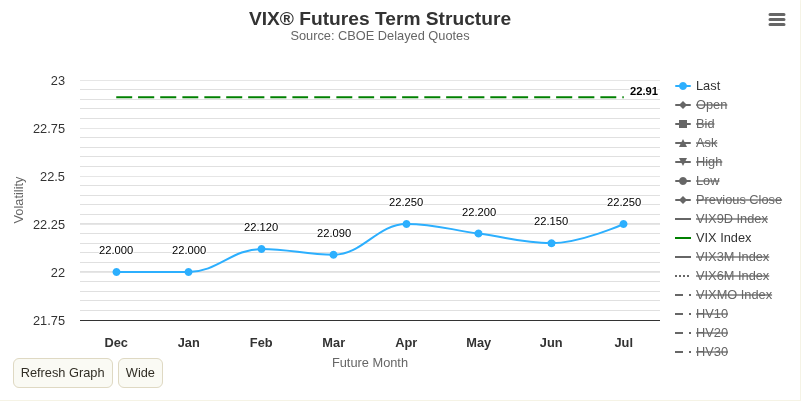 VIX® Futures Term Structure
Source: CBOE Delayed Quotes
23
22.75
22.5
22.25
22
21.75
Volatility
22.91
22.000
22.000
22.120
22.090
22.250
22.200
22.150
22.250
Dec Jan Feb Mar Apr May Jun Jul
Future Month
Last
Open
Bid
Ask
High
Low
Previous Close
VIX9D Index
VIX Index
VIX3M Index
VIX6M Index
VIXMO Index
HV10
HV20
HV30
Refresh Graph
Wide